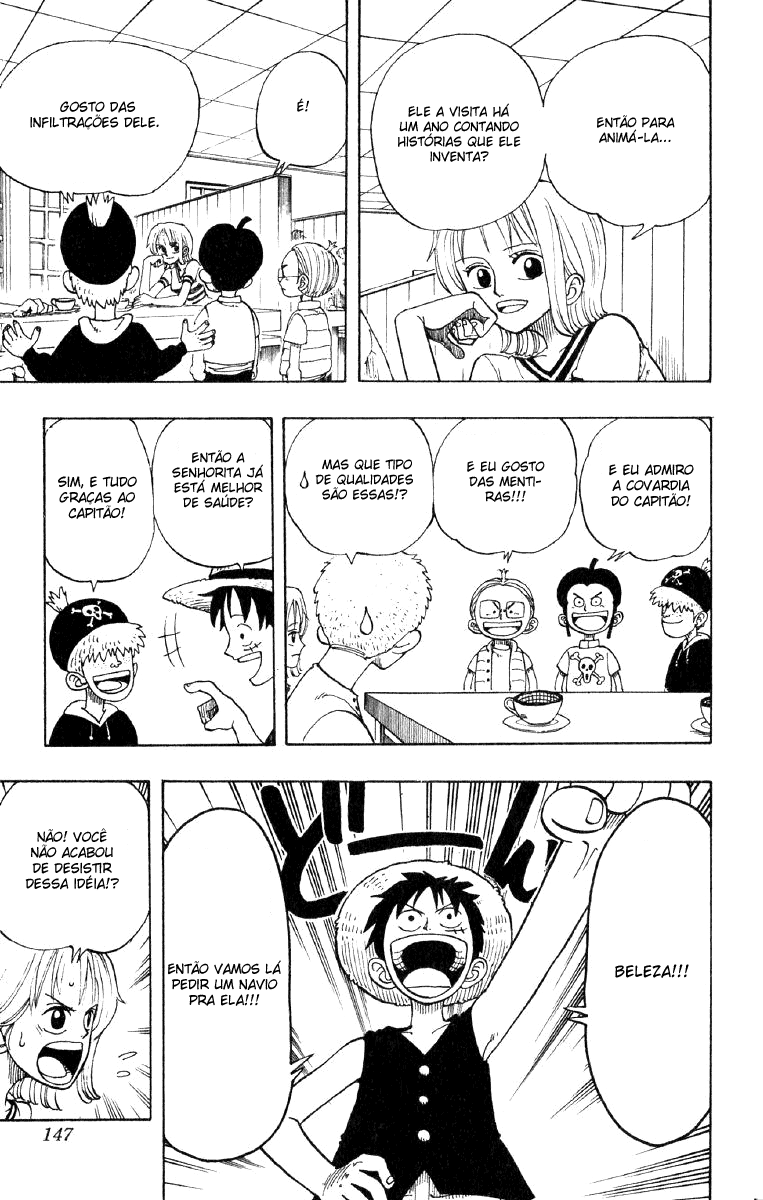 ENTÃO PARA
ANIMÁ-LA...
ELE A VISITA HÁ
UM ANO CONTANDO
HISTÓRIAS QUE ELE
INVENTA?
É!
GOSTO DAS
INFILTRAÇÕES DELE.
E EU ADMIRO
A COVARDIA
DO CAPITÃO!
E EU GOSTO
DAS MENTI-
RAS!!!
MAS QUE TIPO
DE QUALIDADES
SÃO ESSAS!?
ENTÃO A
SENHORITA JÁ
ESTÁ MELHOR
DE SAÚDE?
SIM, E TUDO
GRAÇAS AO
CAPITÃO!
BELEZA!!!
どーん
ENTÃO VAMOS LÁ
PEDIR UM NAVIO
PRA ELA!!!
NÃO! VOCÊ
NÃO ACABOU
DE DESISTIR
DESSA IDÉIA!?
147